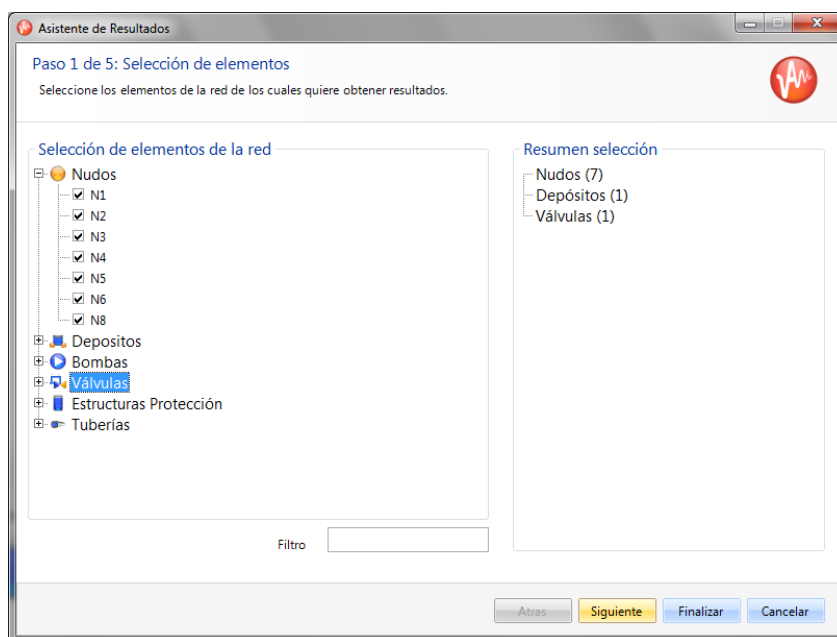 Asistente de Resultados
Paso 1 de 5: Selección de elementos
Seleccione los elementos de la red de los cuales quiere obtener resultados.
Selección de elementos de la red
Nudos
N1
N2
N3
N4
N5
N6
N8
Depositos
Bombas
Válvulas
Estructuras Protección
Tuberías
Filtro
Resumen selección
Nudos (7)
Depósitos (1)
Válvulas (1)
Atras
Siguiente
Finalizar
Cancelar